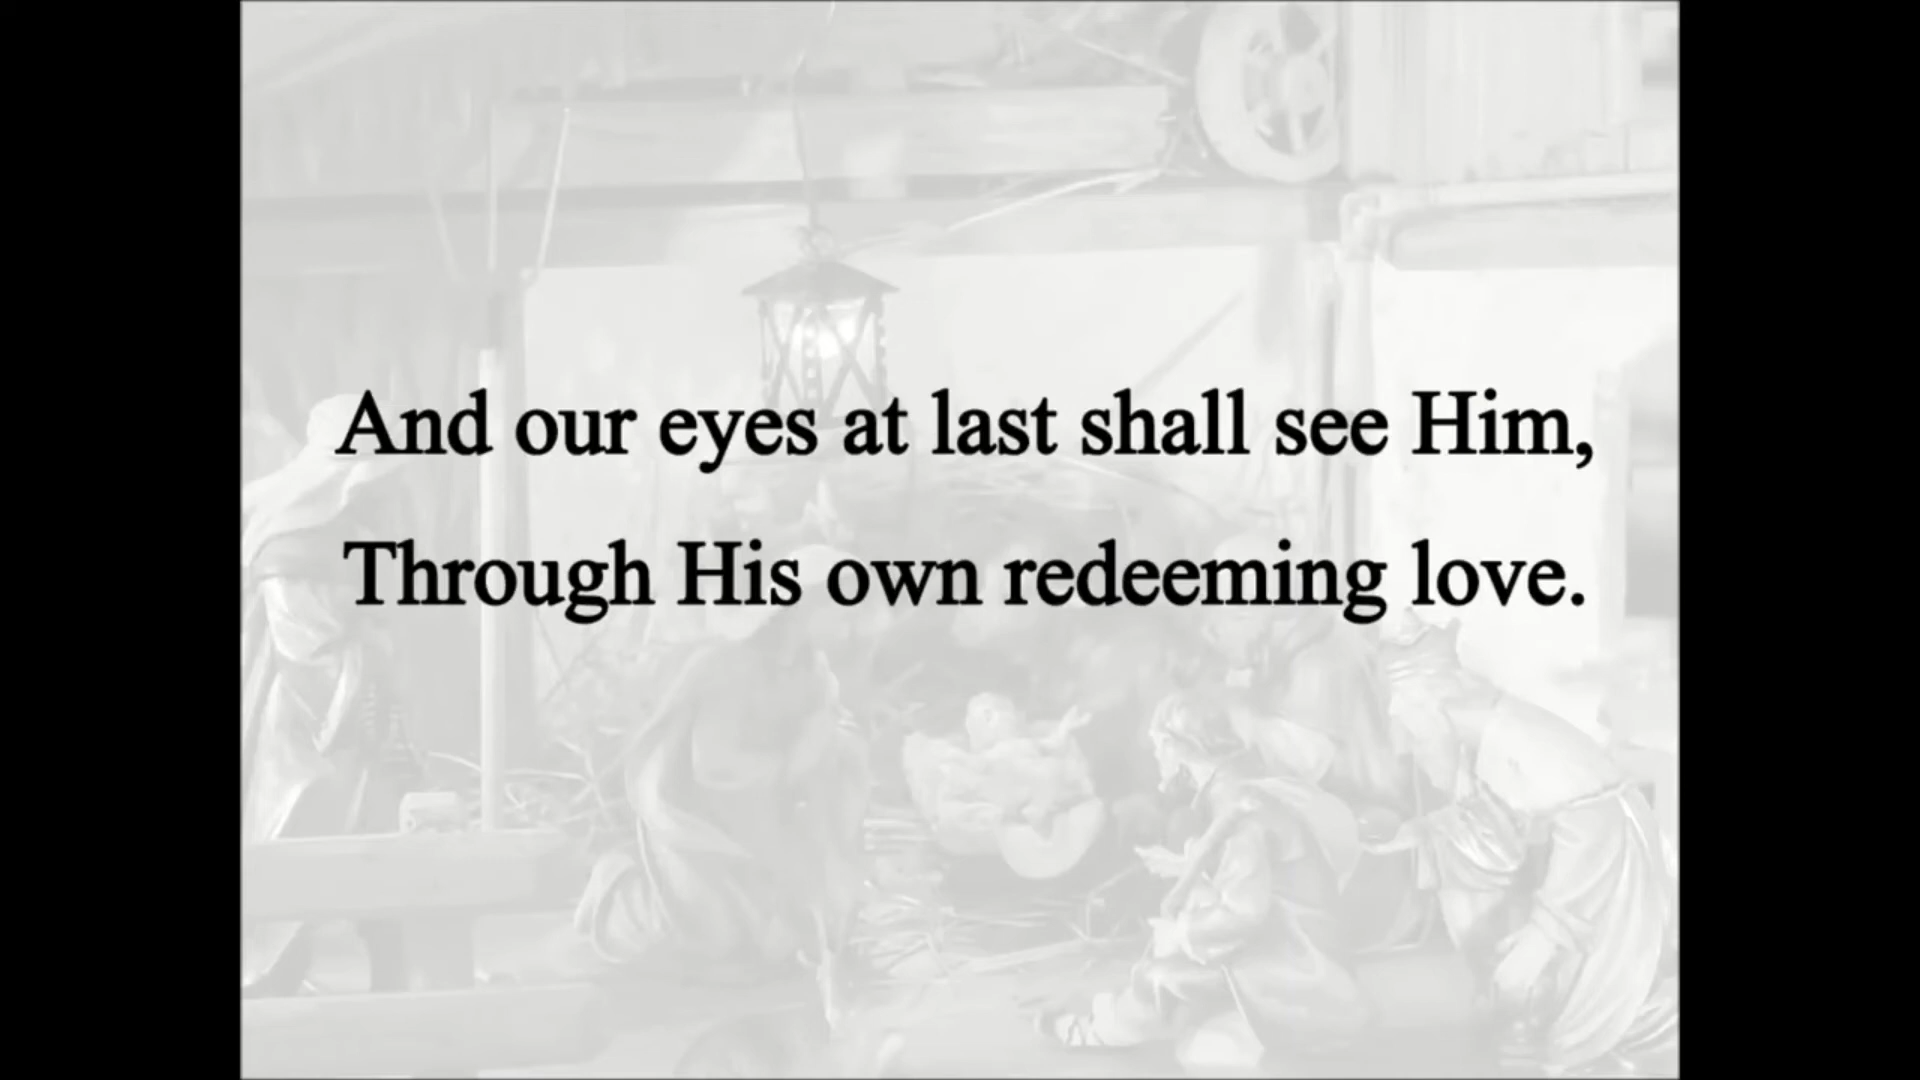 And our eyes at last shall see Him,
Through His own redeeming love.